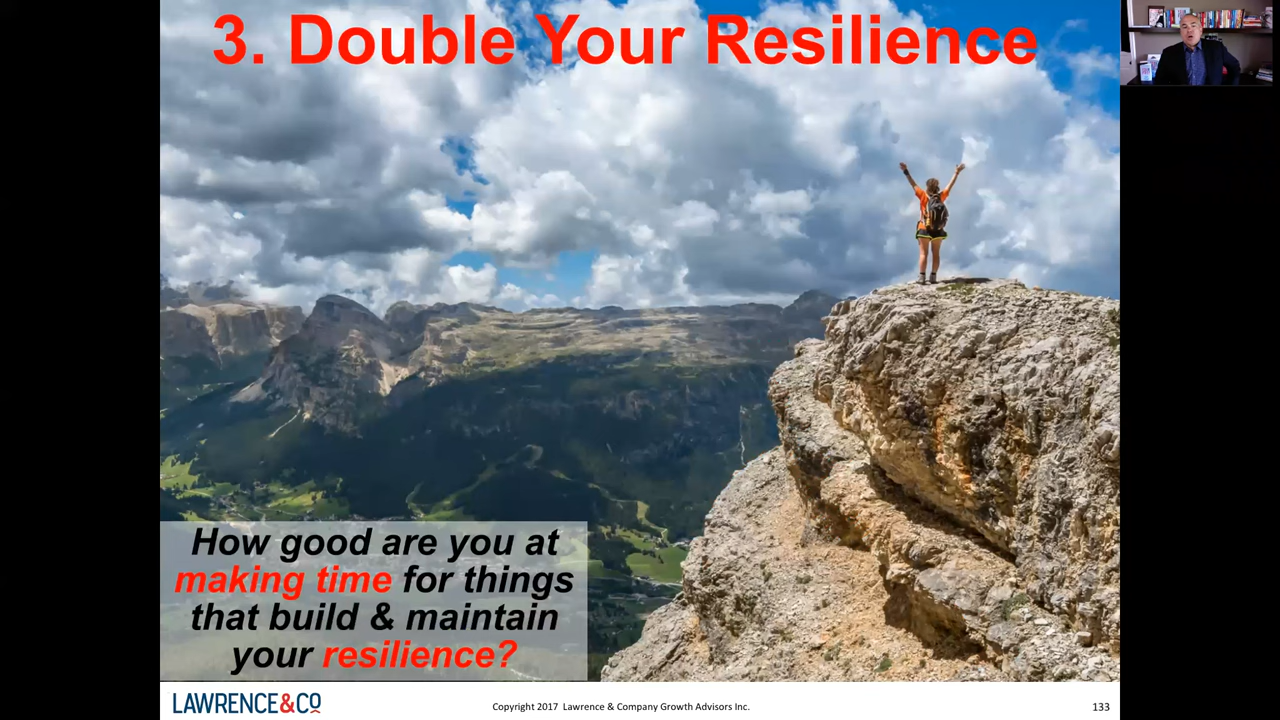 3. Double Your Resilience
How good are you at
making time for things
that build & maintain
your resilience?
LAWRENCE&CO
Copyright 2017 Lawrence & Company Growth Advisors Inc.
133